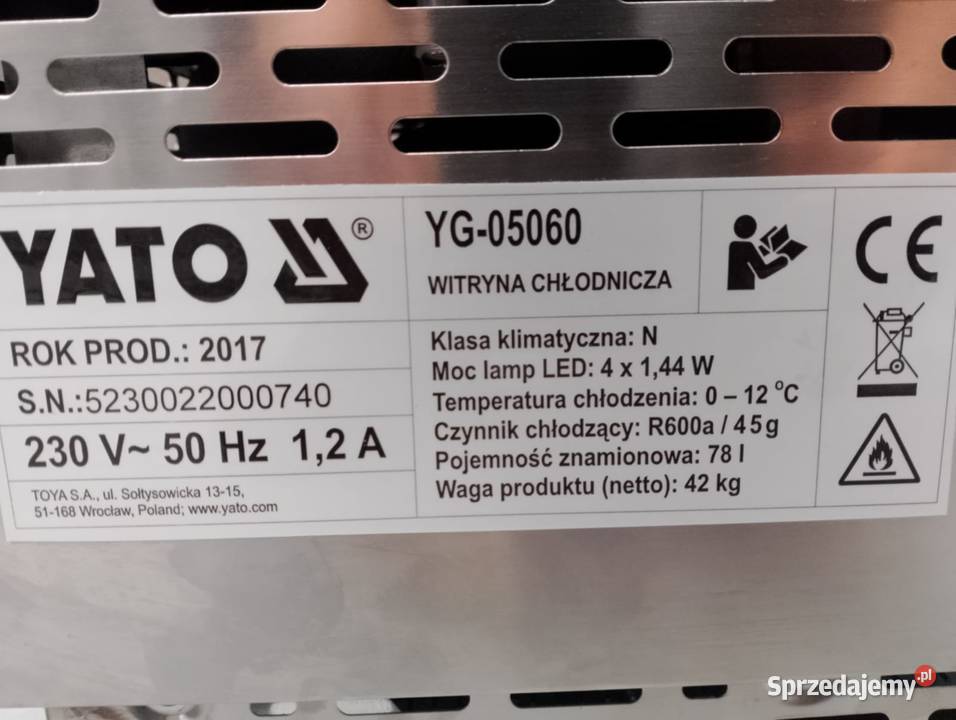 YATO ®
YG-05060
WITRYNA CHŁODNICZA
CE
ROK PROD.: 2017
S.N.:5230022000740
230 V~ 50 Hz 1,2 A
TOYA S.A., ul. Sołtysowicka 13-15,
51-168 Wrocław, Poland; www.yato.com
Klasa klimatyczna: N
Moc lamp LED: 4 x 1,44 W
Temperatura chłodzenia: 0 – 12 °C
Czynnik chłodzący: R600a / 45g
Pojemność znamionowa: 78 l
Waga produktu (netto): 42 kg
Sprzedajemy.pl